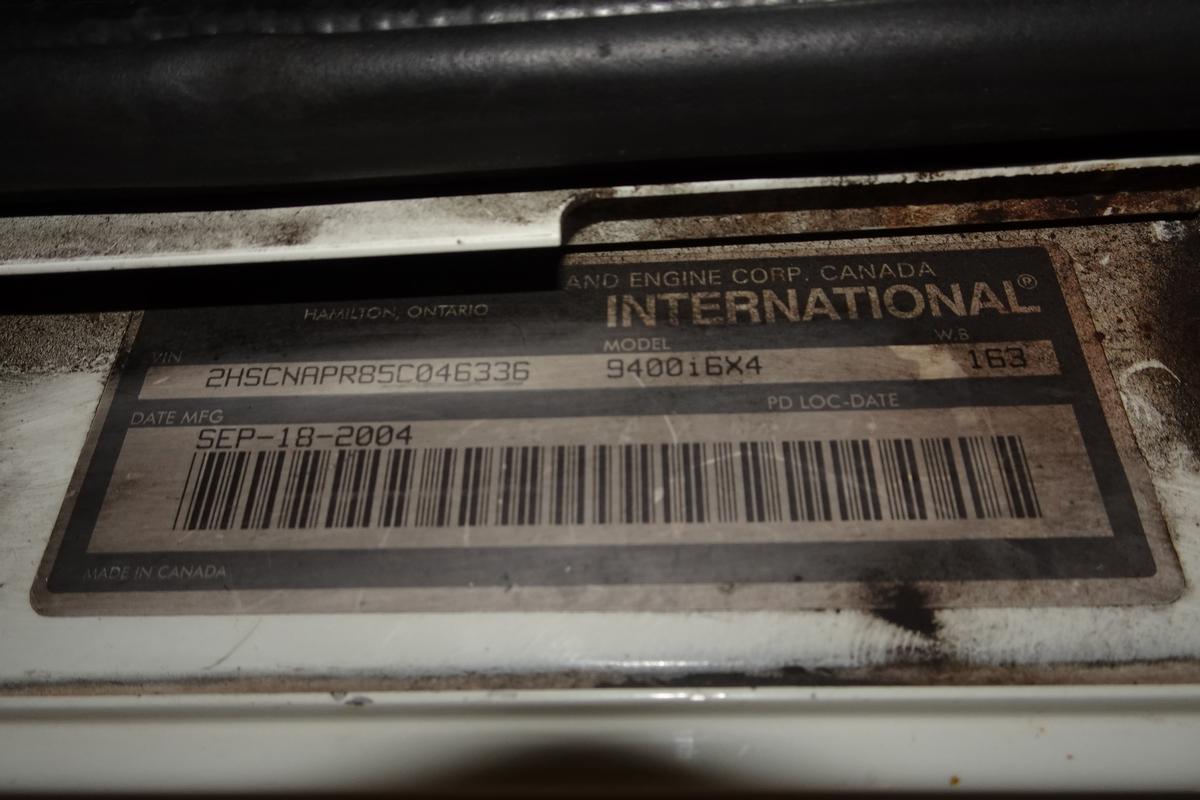 AND ENGINE CORP. CANADA
HAMILTON, ONTARIO
INTERNATIONAL®
VIN MODEL W.B
2HSCNAPR85C046336 9400i6X4 163
DATE MFG PD LOC-DATE
SEP-18-2004
MADE IN CANADA